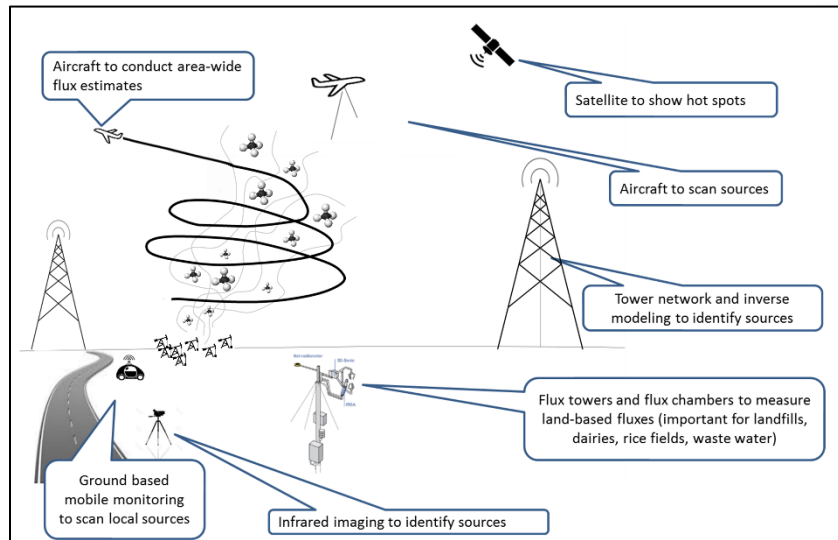 Aircraft to conduct area-wide
flux estimates
Satellite to show hot spots
Aircraft to scan sources
Tower network and inverse
modeling to identify sources
Flux towers and flux chambers to measure
land-based fluxes (important for landfills,
dairies, rice fields, waste water)
Ground based
mobile monitoring
to scan local sources
Infrared imaging to identify sources